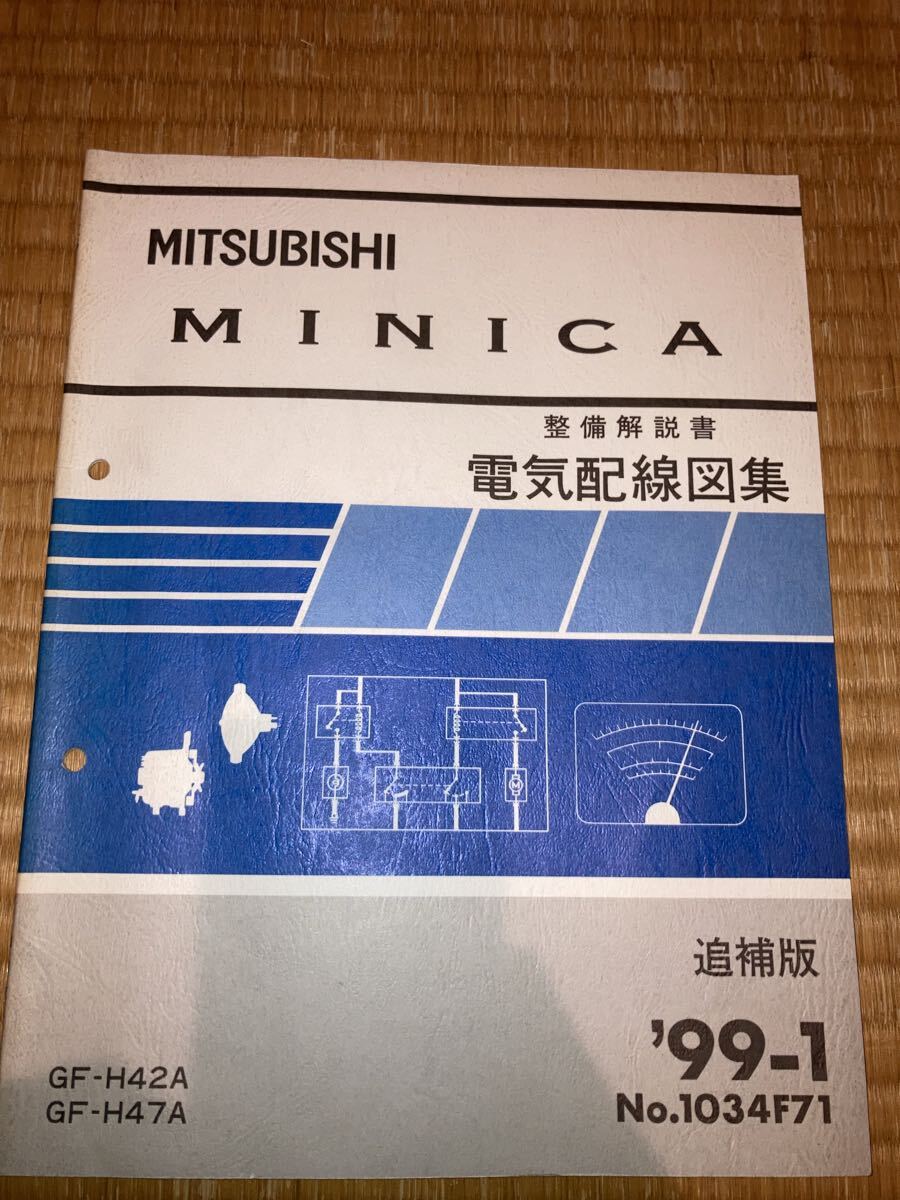 MITSUBISHI
MINICA
整備解説書
電気配線図集
追補版
'99-1
No.1034F71
GF-H42A
GF-H47A